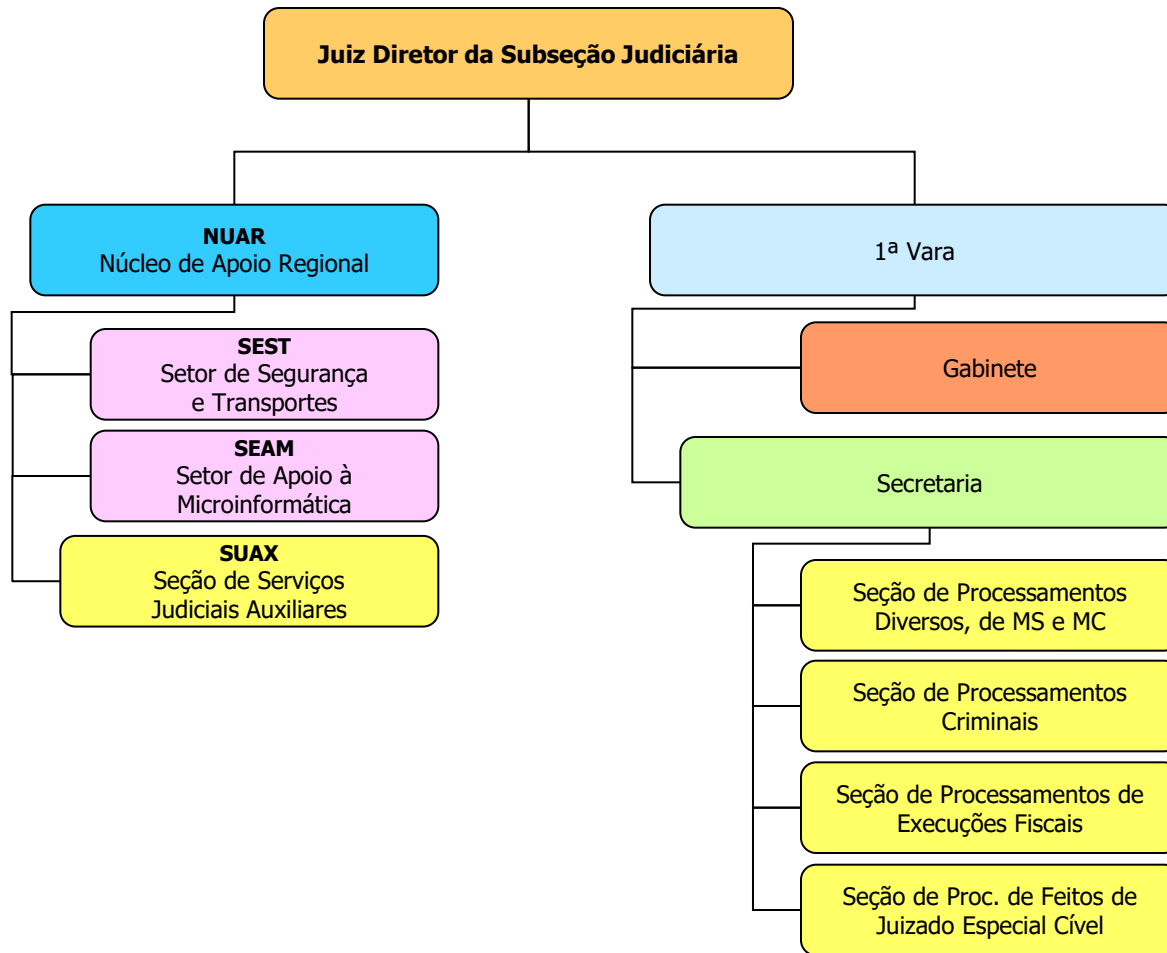 Juiz Diretor da Subseção Judiciária
NUAR
Núcleo de Apoio Regional
SEST
Setor de Segurança
e Transportes
SEAM
Setor de Apoio à
Microinformática
SUAX
Seção de Serviços
Judiciais Auxiliares
1ª Vara
Gabinete
Secretaria
Seção de Processamentos
Diversos, de MS e MC
Seção de Processamentos
Criminais
Seção de Processamentos de
Execuções Fiscais
Seção de Proc. de Feitos de
Juizado Especial Cível